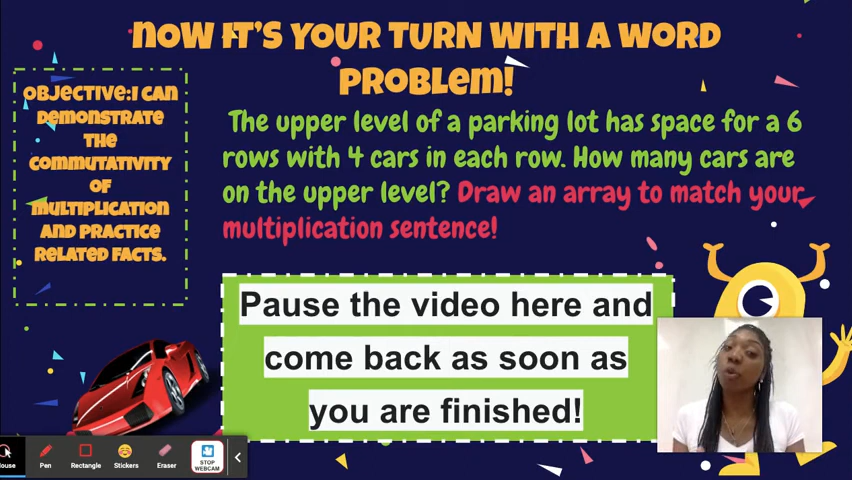 NOW IT'S YOUR TURN WITH A WORD
PROBLEM!
OBJECTIVE:I CAN
DEMONSTRATE
THE
COMMUTATIVITY
OF
MULTIPLICATION
AND PRACTICE
RELATED FACTS.
The upper level of a parking lot has space for a 6
rows with 4 cars in each row. How many cars are
on the upper level? Draw an array to match your
multiplication sentence!
Pause the video here and
come back as soon as
you are finished!
ouse
Pen
Rectangle
Stickers
Eraser
STOP
WEBCAM